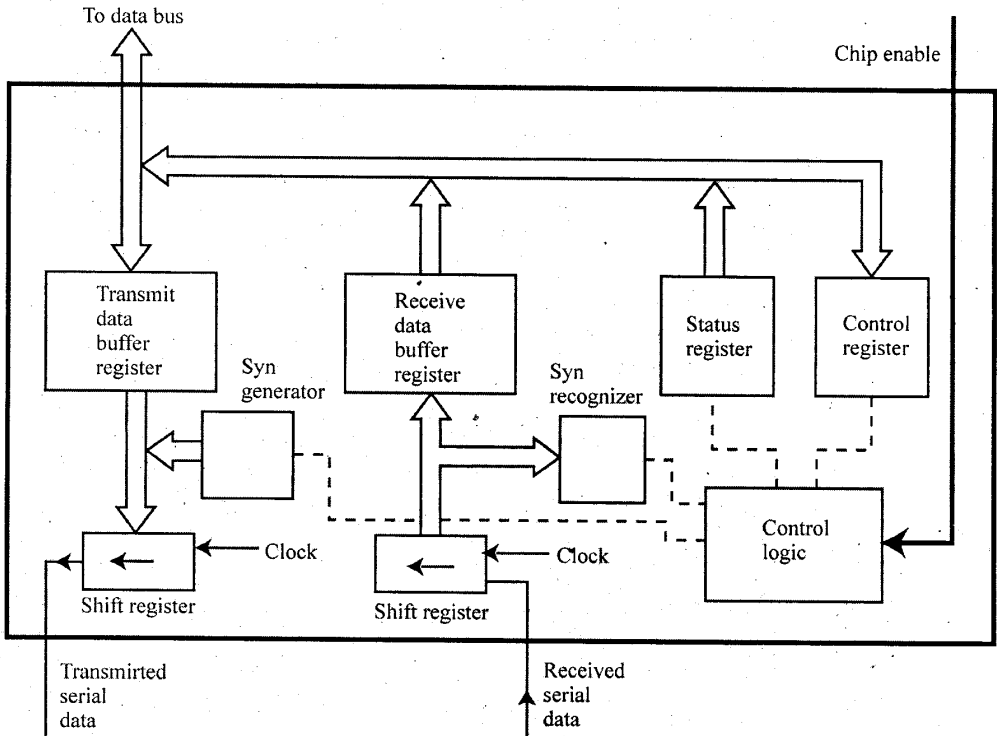 To data bus
Chip enable
Transmit
data
buffer
register
Receive
data
buffer
register
Status
register
Control
register
Syn
generator
Syn
recognizer
Control
logic
Clock
Clock
Shift register
Shift register
Transmirted
serial
data
Received
serial
data